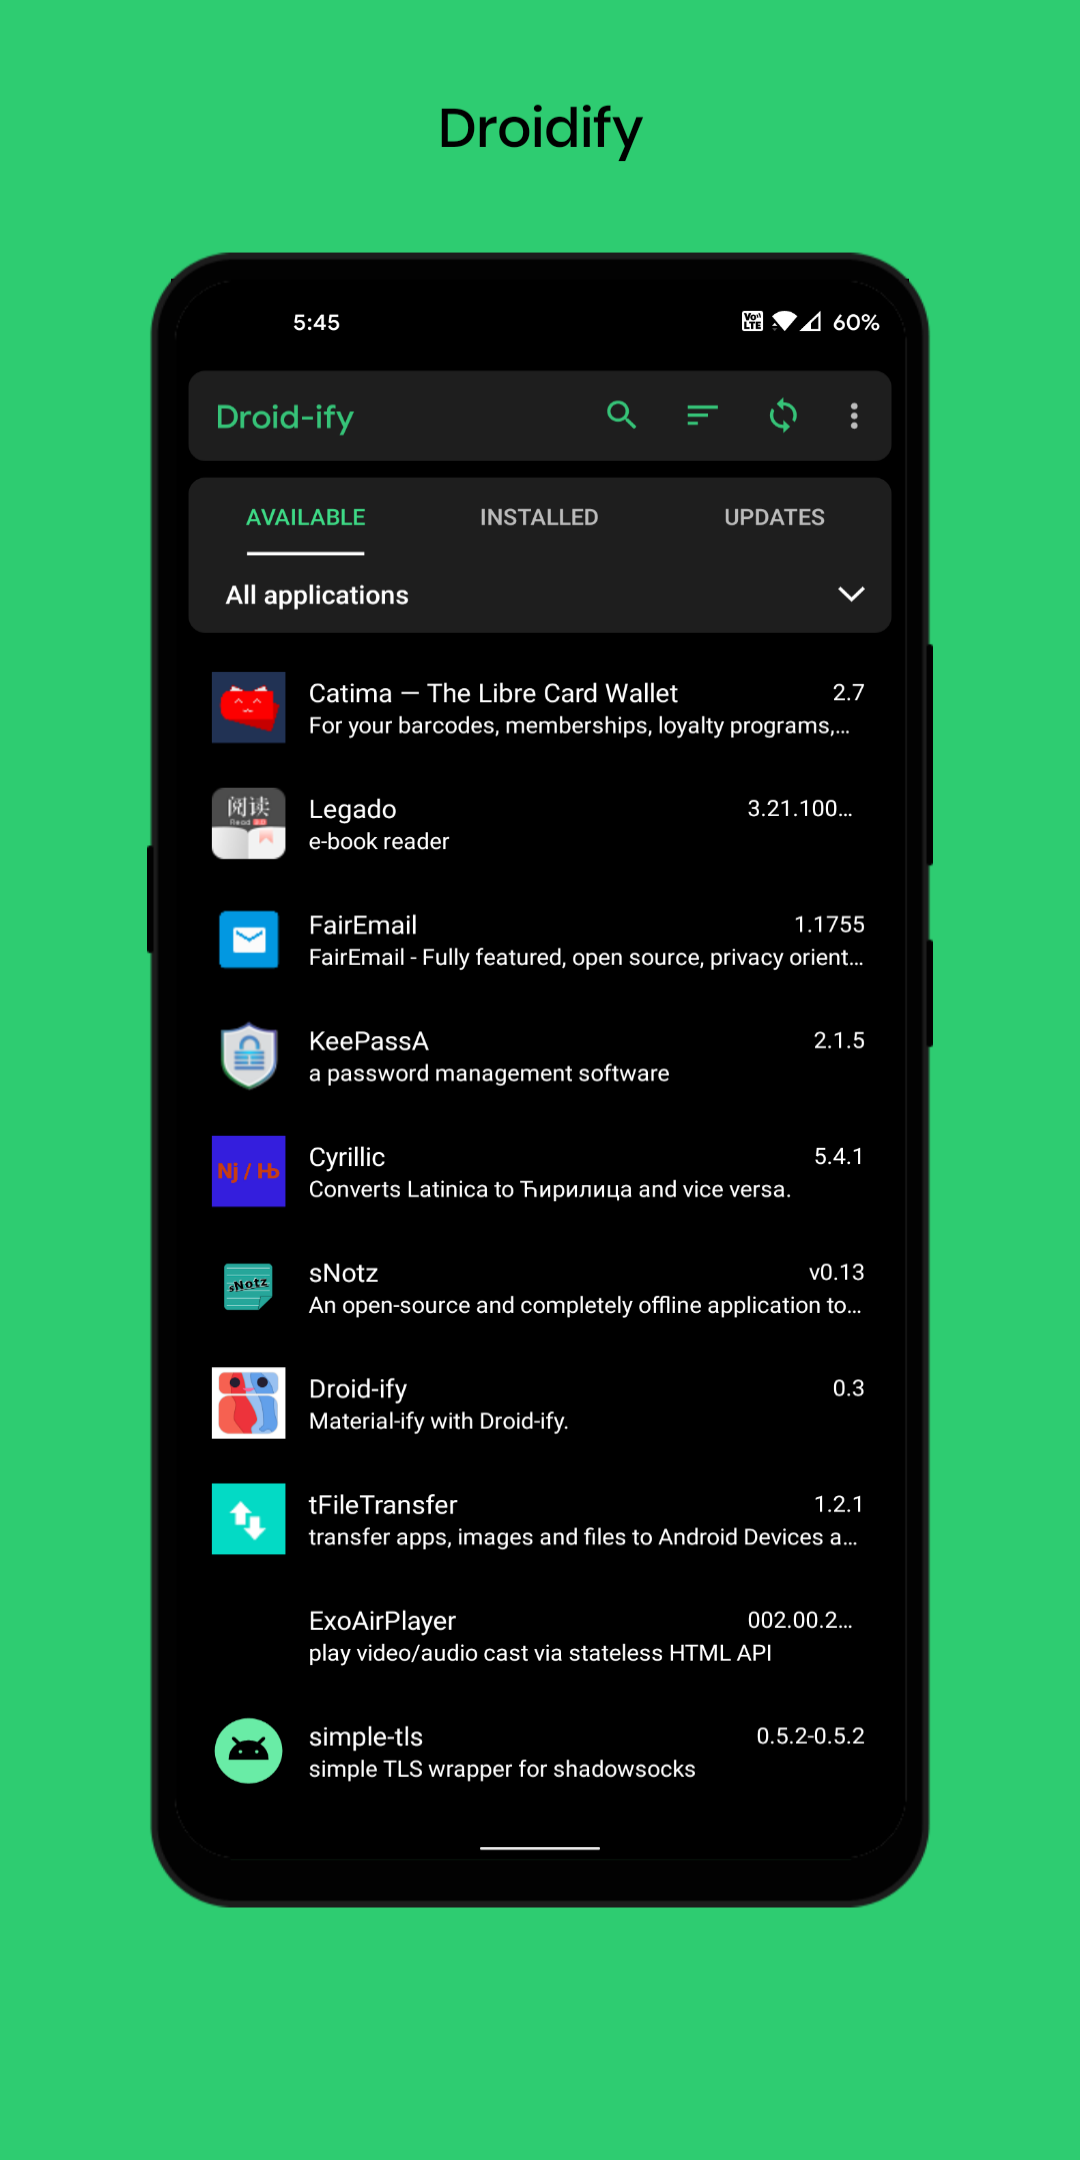 Droidify
5:45
Vo
LTE
60%
Droid-ify
AVAILABLE
INSTALLED
UPDATES
All applications
Catima — The Libre Card Wallet
2.7
For your barcodes, memberships, loyalty programs,...
阅读
Read
Legado
3.21.100...
e-book reader
FairEmail
1.1755
FairEmail - Fully featured, open source, privacy orient...
KeePassA
2.1.5
a password management software
Nj / Њ
Cyrillic
5.4.1
Converts Latinica to Ћирилица and vice versa.
sNotz
sNotz
v0.13
An open-source and completely offline application to...
Droid-ify
0.3
Material-ify with Droid-ify.
tFileTransfer
1.2.1
transfer apps, images and files to Android Devices a...
ExoAirPlayer
002.00.2...
play video/audio cast via stateless HTML API
simple-tls
0.5.2-0.5.2
simple TLS wrapper for shadowsocks